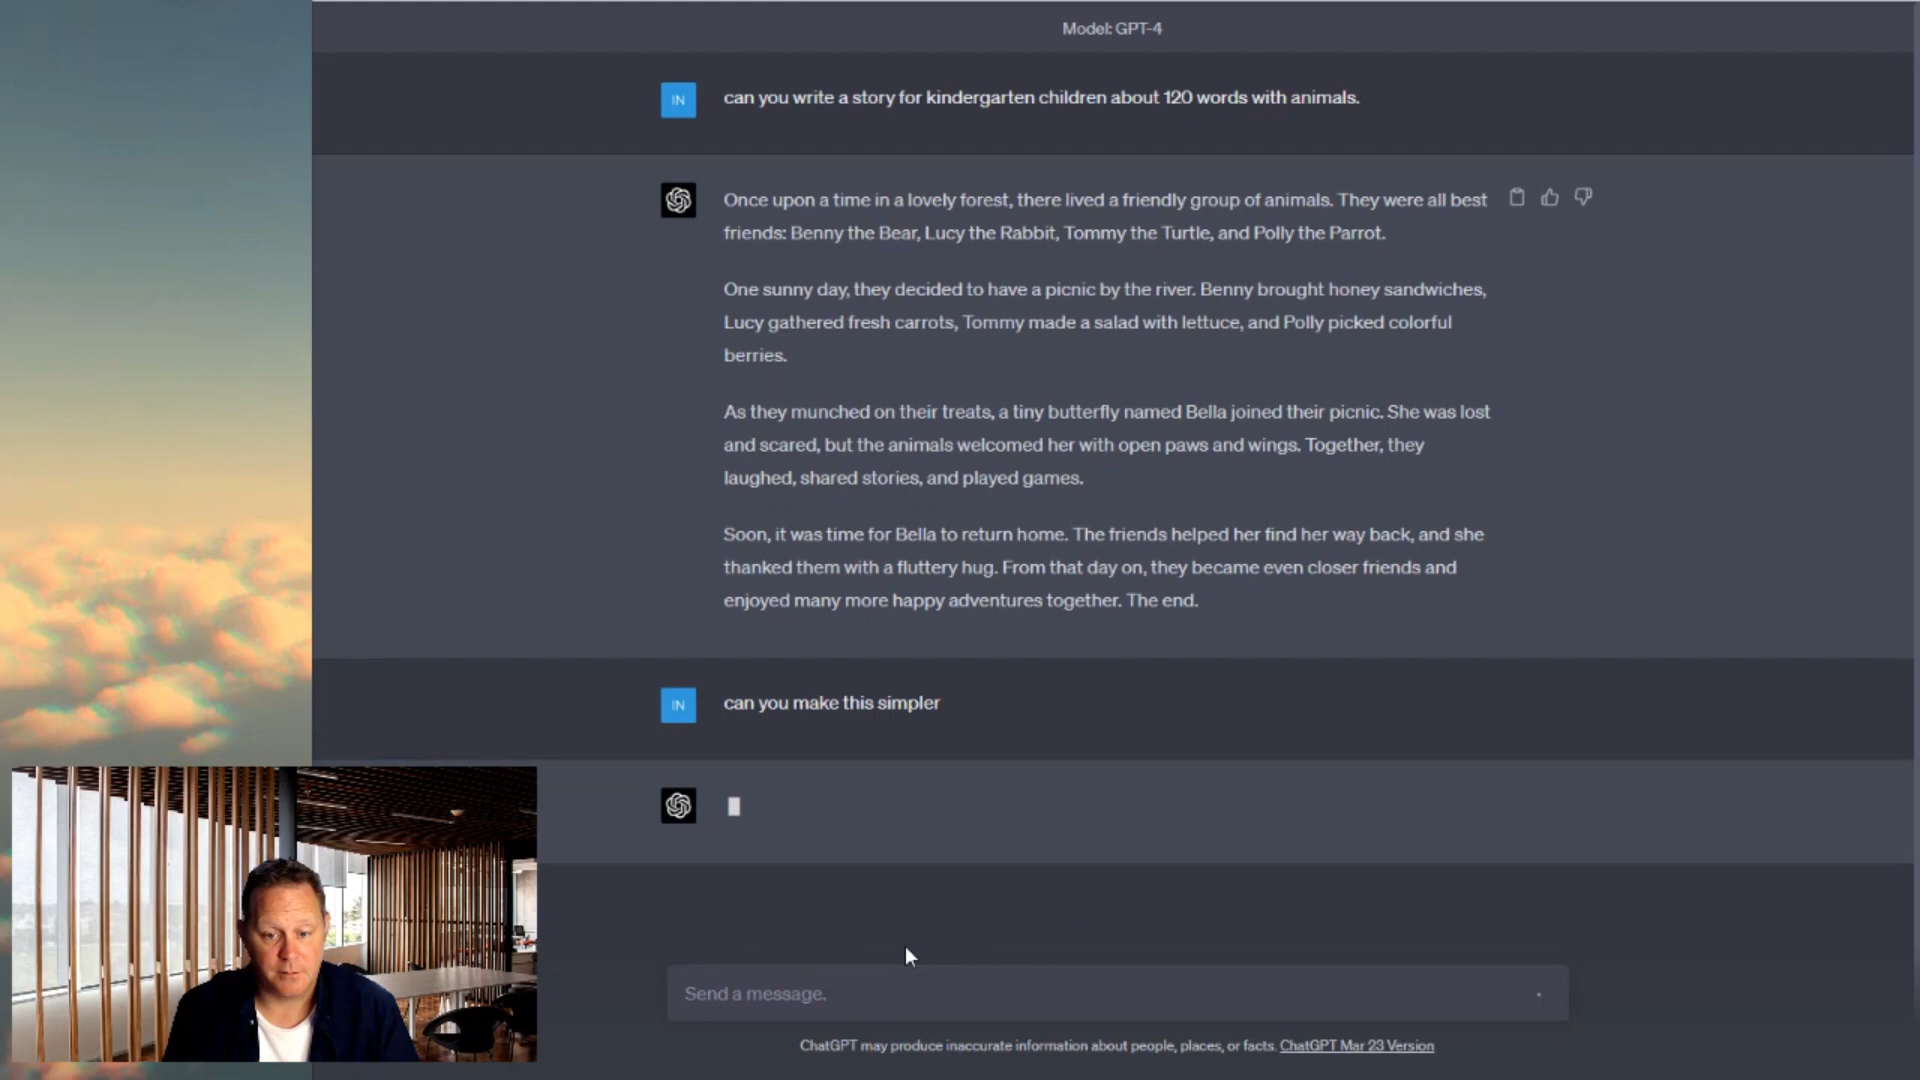 Model: GPT-4
IN
can you write a story for kindergarten children about 120 words with animals.
Once upon a time in a lovely forest, there lived a friendly group of animals. They were all best
friends: Benny the Bear, Lucy the Rabbit, Tommy the Turtle, and Polly the Parrot.
One sunny day, they decided to have a picnic by the river. Benny brought honey sandwiches,
Lucy gathered fresh carrots, Tommy made a salad with lettuce, and Polly picked colorful
berries.
As they munched on their treats, a tiny butterfly named Bella joined their picnic. She was lost
and scared, but the animals welcomed her with open paws and wings. Together, they
laughed, shared stories, and played games.
Soon, it was time for Bella to return home. The friends helped her find her way back, and she
thanked them with a fluttery hug. From that day on, they became even closer friends and
enjoyed many more happy adventures together. The end.
IN
can you make this simpler
Send a message.
ChatGPT may produce inaccurate information about people, places, or facts. ChatGPT Mar 23 Version